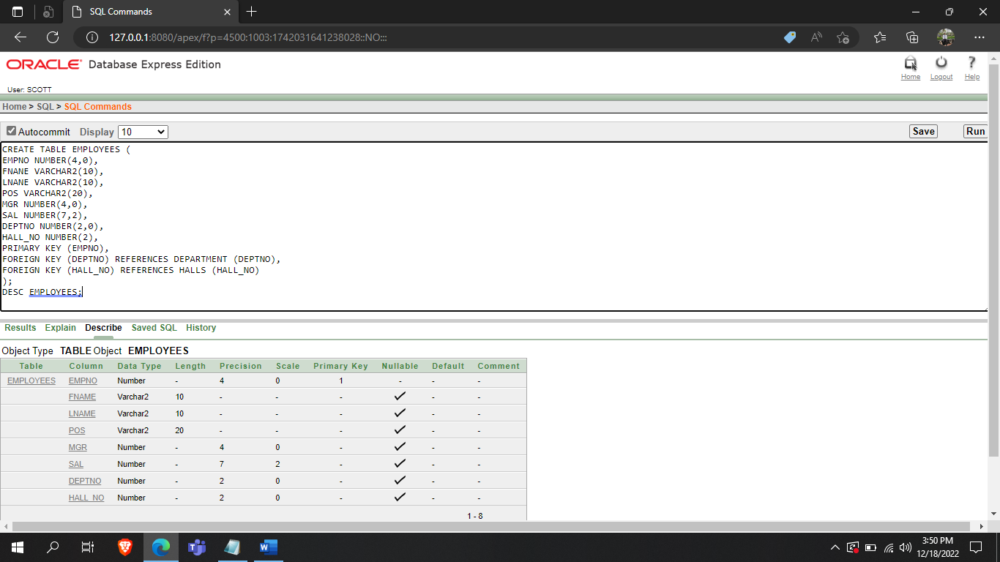 SQL Commands
127.0.0.1:8080/apex/f?p=4500:1003:1742031641238028::NO:::
ORACLE Database Express Edition
Home Logout Help
User: SCOTT
Home > SQL > SQL Commands
Autocommit Display 10 Save Run
CREATE TABLE EMPLOYEES (
EMPNO NUMBER(4,0),
FNANE VARCHAR2(10),
LNANE VARCHAR2(10),
POS VARCHAR2(20),
MGR NUMBER(4,0),
SAL NUMBER(7,2),
DEPTNO NUMBER(2,0),
HALL_NO NUMBER(2),
PRIMARY KEY (EMPNO),
FOREIGN KEY (DEPTNO) REFERENCES DEPARTMENT (DEPTNO),
FOREIGN KEY (HALL_NO) REFERENCES HALLS (HALL_NO)
);
DESC EMPLOYEES;
Results Explain Describe Saved SQL History
Object Type TABLE Object EMPLOYEES
Table Column Data Type Length Precision Scale Primary Key Nullable Default Comment
EMPLOYEES EMPNO Number - 4 0 1 - - -
FNAME Varchar2 10 - - - ✓ - -
LNAME Varchar2 10 - - - ✓ - -
POS Varchar2 20 - - - ✓ - -
MGR Number - 4 0 - ✓ - -
SAL Number - 7 2 - ✓ - -
DEPTNO Number - 2 0 - ✓ - -
HALL_NO Number - 2 0 - ✓ - -
1 - 8
3:50 PM
12/18/2022